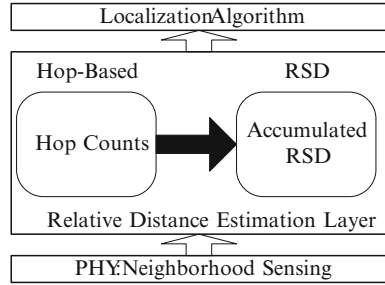 LocalizationAlgorithm
Hop-Based RSD
Hop Counts Accumulated
RSD
Relative Distance Estimation Layer
PHY:Neighborhood Sensing